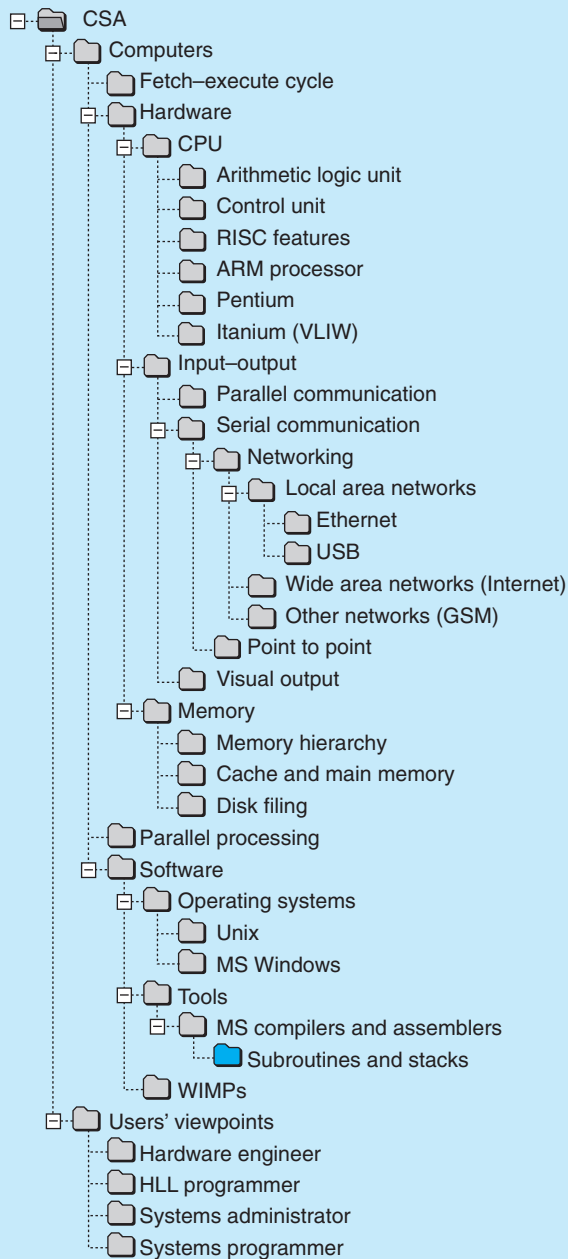 CSA
Computers
Fetch–execute cycle
Hardware
CPU
Arithmetic logic unit
Control unit
RISC features
ARM processor
Pentium
Itanium (VLIW)
Input–output
Parallel communication
Serial communication
Networking
Local area networks
Ethernet
USB
Wide area networks (Internet)
Other networks (GSM)
Point to point
Visual output
Memory
Memory hierarchy
Cache and main memory
Disk filing
Parallel processing
Software
Operating systems
Unix
MS Windows
Tools
MS compilers and assemblers
Subroutines and stacks
WIMPs
Users’ viewpoints
Hardware engineer
HLL programmer
Systems administrator
Systems programmer